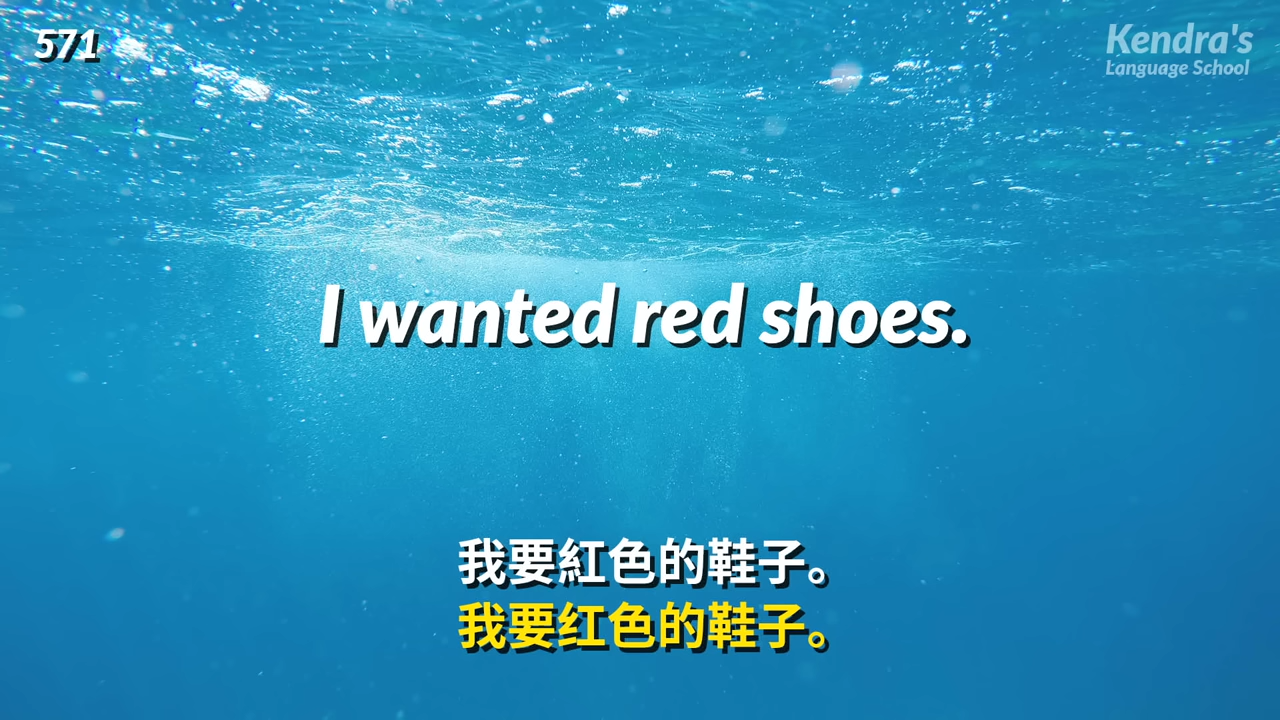 571
Kendra's
Language School
I wanted red shoes.
我要紅色的鞋子。
我要红色的鞋子。